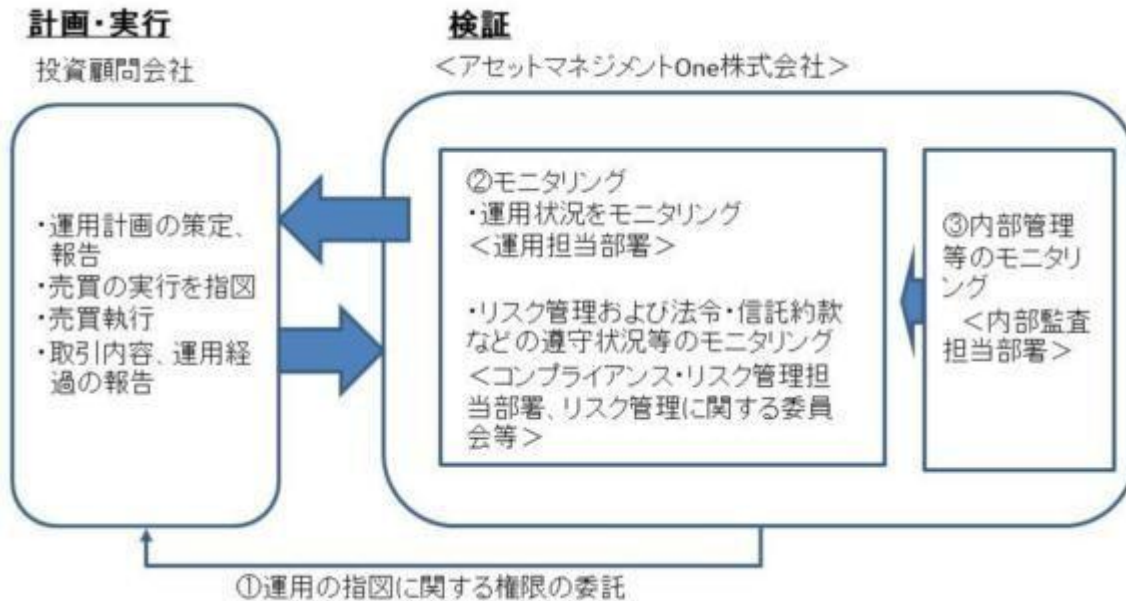 計画・実行
投資顧問会社
・運用計画の策定、
報告
・売買の実行を指図
・売買執行
・取引内容、運用経
過の報告
検証
＜アセットマネジメントOne株式会社＞
②モニタリング
・運用状況をモニタリング
＜運用担当部署＞
・リスク管理および法令・信託約款
などの遵守状況等のモニタリング
＜コンプライアンス・リスク管理担
当部署、リスク管理に関する委員
会等＞
③内部管理
等のモニタリ
ング
＜内部監査
担当部署＞
①運用の指図に関する権限の委託